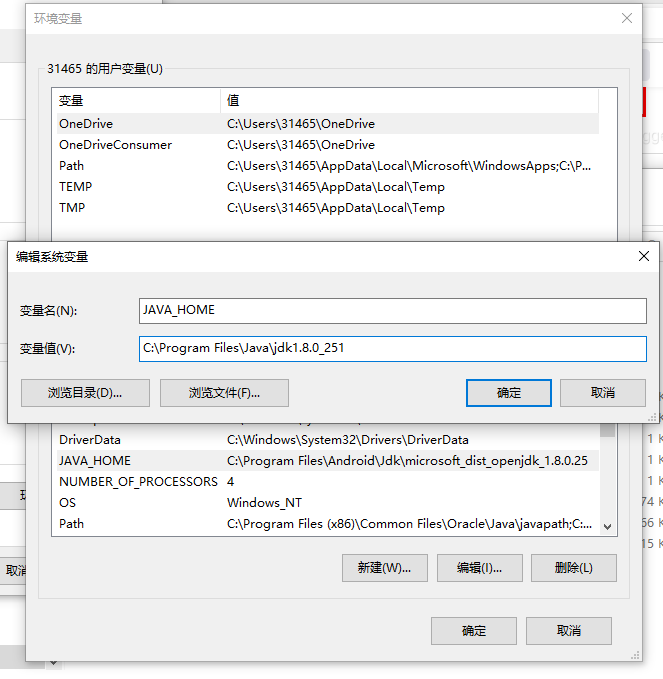 环境变量
31465 的用户变量(U)
变量 值
OneDrive C:\Users\31465\OneDrive
OneDriveConsumer C:\Users\31465\OneDrive
Path C:\Users\31465\AppData\Local\Microsoft\WindowsApps;C:\P...
TEMP C:\Users\31465\AppData\Local\Temp
TMP C:\Users\31465\AppData\Local\Temp
编辑系统变量
变量名(N): JAVA_HOME
变量值(V): C:\Program Files\Java\jdk1.8.0_251
浏览目录(D)... 浏览文件(F)... 确定 取消
DriverData C:\Windows\System32\Drivers\DriverData
JAVA_HOME C:\Program Files\Android\Jdk\microsoft_dist_openjdk_1.8.0.25
NUMBER_OF_PROCESSORS 4
OS Windows_NT
Path C:\Program Files (x86)\Common Files\Oracle\Java\javapath;C:...
新建(W)... 编辑(I)... 删除(L)
取消
确定 取消